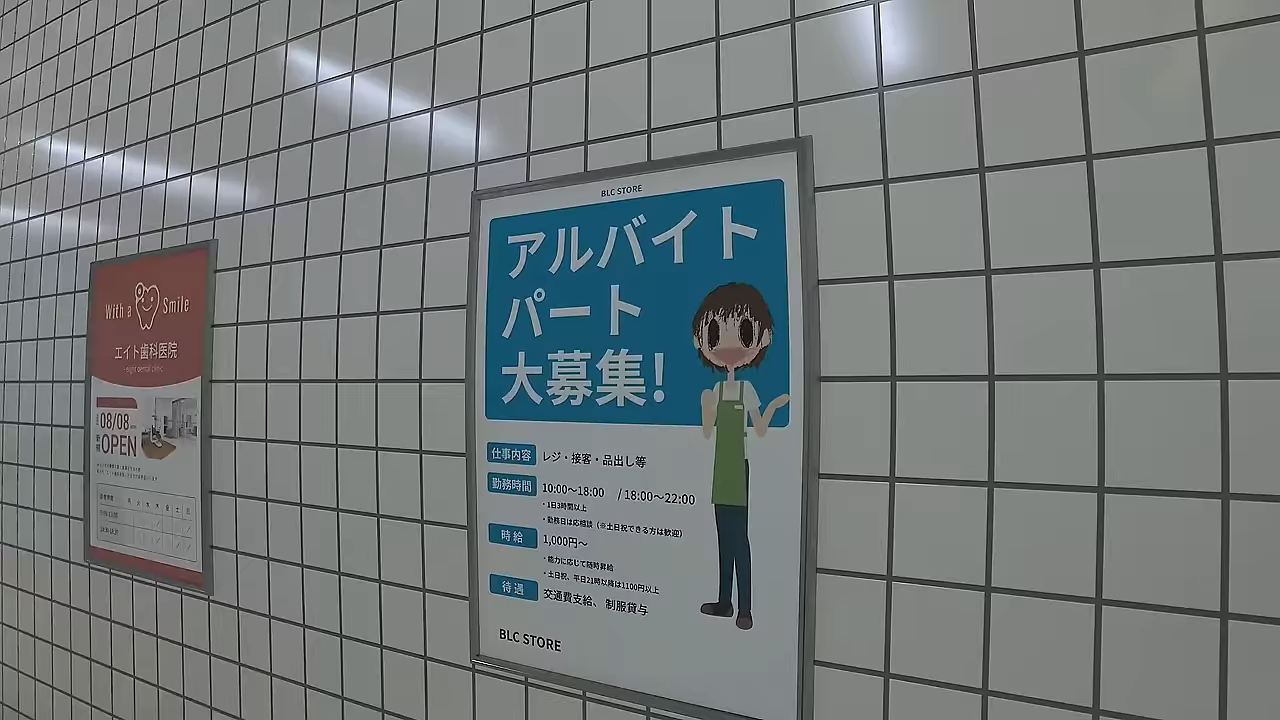 With a Smile
エイト歯科医院
08/08
OPEN
BLC STORE
アルバイト
パート
大募集!
仕事内容 レジ・接客・品出し等
勤務時間 10:00〜18:00 / 18:00〜22:00
・1日3時間以上
・勤務日は応相談（※土日祝できる方は歓迎）
時給 1,000円〜
・能力に応じて随時昇給
・土日祝、平日21時以降は1100円以上
待遇 交通費支給、制服貸与
BLC STORE